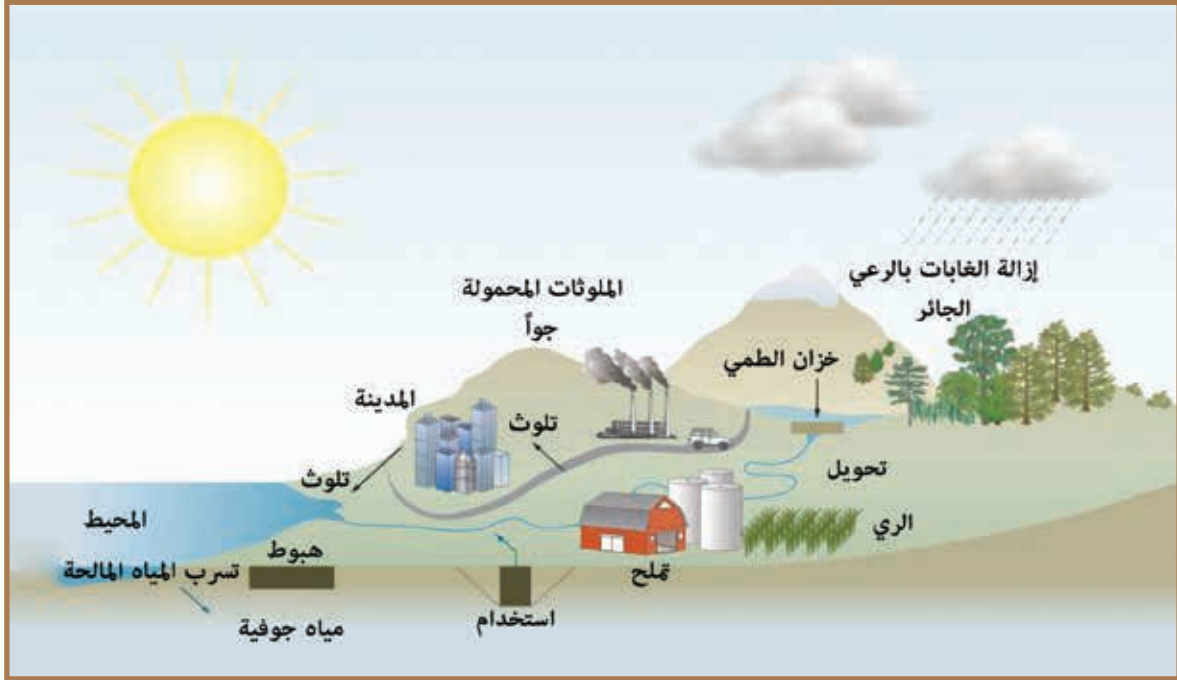 إزالة الغابات بالرعي
الجائر
الملوثات المحمولة
جواً
خزان الطمي
المدينة
تلوث
تلوث
تحويل
المحيط
الري
هبوط
تسرب المياه المالحة
تملح
استخدام
مياه جوفية